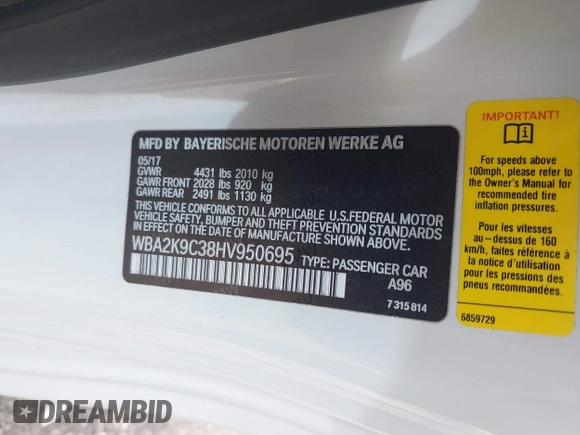 MFD BY BAYERISCHE MOTOREN WERKE AG
05/17
GVWR 4431 lbs 2010 kg
GAWR FRONT 2028 lbs 920 kg
GAWR REAR 2491 lbs 1130 kg
THIS VEHICLE CONFORMS TO ALL APPLICABLE U.S.FEDERAL MOTOR
VEHICLE SAFETY, BUMPER, AND THEFT PREVENTION STANDARDS
IN EFFECT ON THE DATE OF MANUFACTURE SHOWN ABOVE.
WBA2K9C38HV950695
TYPE: PASSENGER CAR
A96
7 315 814
IMPORTANT!
For speeds above
100mph, please refer to
the Owner's Manual for
recommended tire
inflation pressures.
Pour les vitesses
au-dessus de 160
km/h, faites référence à
la notice d'utilisation
pour les pressions des
pneus recommandées.
6859729
DREAMBID